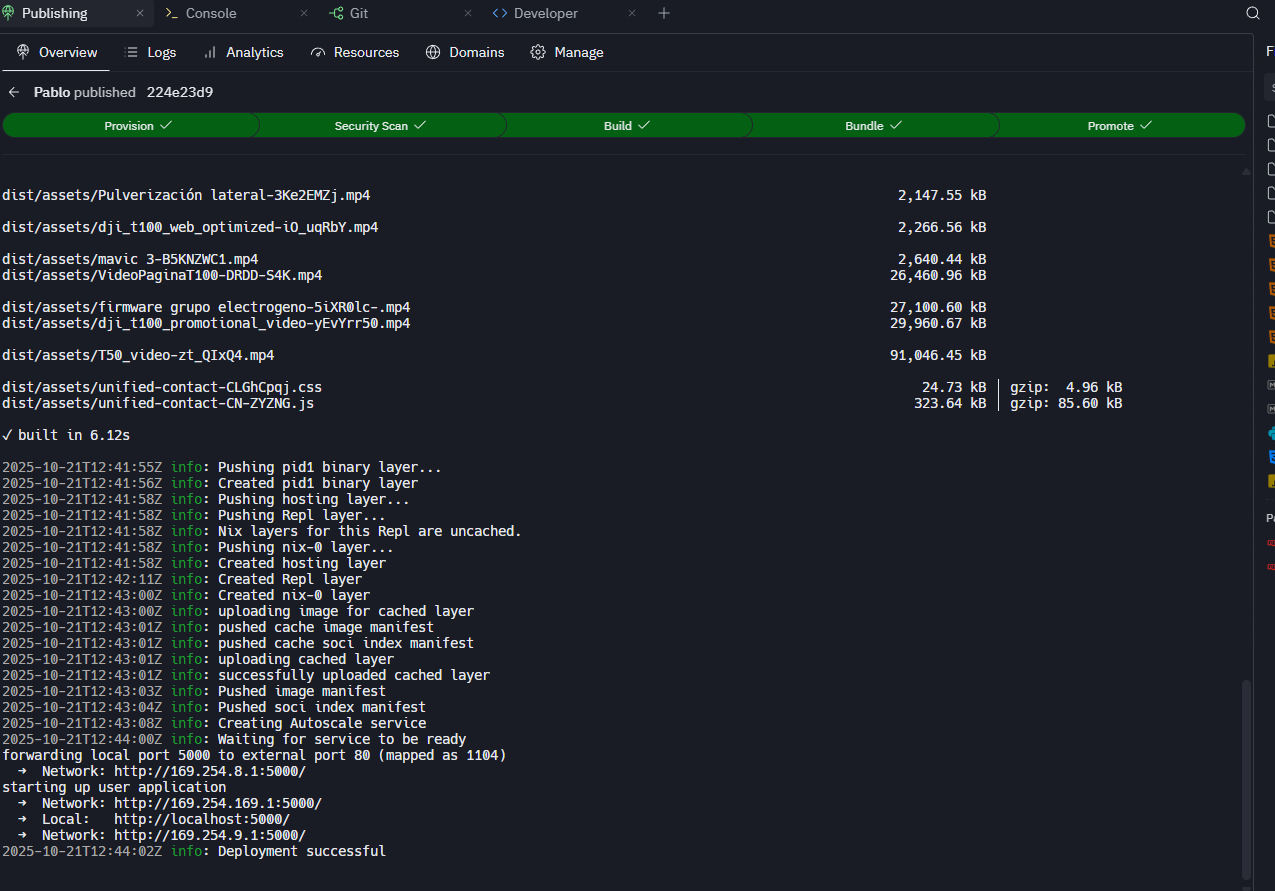 Publishing
Console
Git
Developer
Overview
Logs
Analytics
Resources
Domains
Manage
Pablo published 224e23d9
Provision
Security Scan
Build
Bundle
Promote
dist/assets/Pulverización lateral-3Ke2EMZj.mp4 2,147.55 kB
dist/assets/dji_t100_web_optimized-iO_uqRbY.mp4 2,266.56 kB
dist/assets/mavic 3-B5KNZWC1.mp4 2,640.44 kB
dist/assets/VideoPaginaT100-DRDD-S4K.mp4 26,460.96 kB
dist/assets/firmware grupo electrogeno-5iXR0lc-.mp4 27,100.60 kB
dist/assets/dji_t100_promotional_video-yEvYrr50.mp4 29,960.67 kB
dist/assets/T50_video-zt_QIxQ4.mp4 91,046.45 kB
dist/assets/unified-contact-CLGhCpqj.css 24.73 kB │ gzip: 4.96 kB
dist/assets/unified-contact-CN-ZYZNG.js 323.64 kB │ gzip: 85.60 kB
✓ built in 6.12s
2025-10-21T12:41:55Z info: Pushing pid1 binary layer...
2025-10-21T12:41:56Z info: Created pid1 binary layer
2025-10-21T12:41:58Z info: Pushing hosting layer...
2025-10-21T12:41:58Z info: Pushing Repl layer...
2025-10-21T12:41:58Z info: Nix layers for this Repl are uncached.
2025-10-21T12:41:58Z info: Pushing nix-0 layer...
2025-10-21T12:41:58Z info: Created hosting layer
2025-10-21T12:42:11Z info: Created Repl layer
2025-10-21T12:43:00Z info: Created nix-0 layer
2025-10-21T12:43:00Z info: uploading image for cached layer
2025-10-21T12:43:01Z info: pushed cache image manifest
2025-10-21T12:43:01Z info: pushed cache soci index manifest
2025-10-21T12:43:01Z info: uploading cached layer
2025-10-21T12:43:01Z info: successfully uploaded cached layer
2025-10-21T12:43:03Z info: Pushed image manifest
2025-10-21T12:43:04Z info: Pushed soci index manifest
2025-10-21T12:43:08Z info: Creating Autoscale service
2025-10-21T12:44:00Z info: Waiting for service to be ready
forwarding local port 5000 to external port 80 (mapped as 1104)
➜ Network: http://169.254.8.1:5000/
starting up user application
➜ Network: http://169.254.169.1:5000/
➜ Local: http://localhost:5000/
➜ Network: http://169.254.9.1:5000/
2025-10-21T12:44:02Z info: Deployment successful